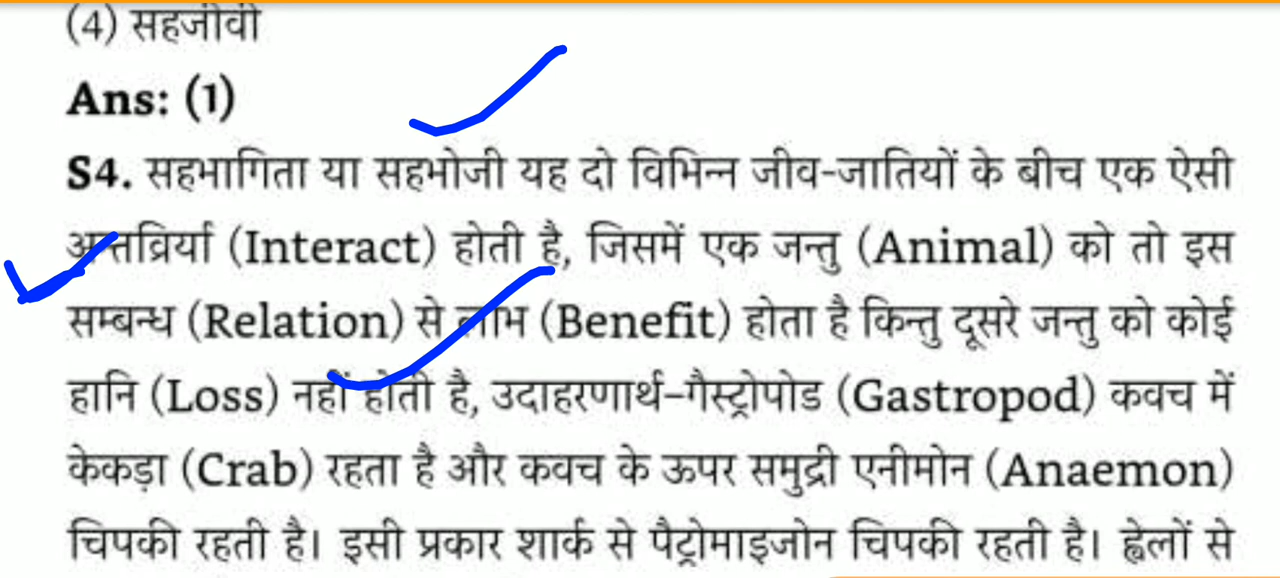 (4) सहजीवी
Ans: (1)
S4. सहभागिता या सहभोजी यह दो विभिन्न जीव-जातियों के बीच एक ऐसी
अन्तव्रिर्या (Interact) होती है, जिसमें एक जन्तु (Animal) को तो इस
सम्बन्ध (Relation) से लाभ (Benefit) होता है किन्तु दूसरे जन्तु को कोई
हानि (Loss) नहीं होती है, उदाहरणार्थ-गैस्ट्रोपोड (Gastropod) कवच में
केकड़ा (Crab) रहता है और कवच के ऊपर समुद्री एनीमोन (Anaemon)
चिपकी रहती है। इसी प्रकार शार्क से पैट्रोमाइजोन चिपकी रहती है। ह्वेलों से